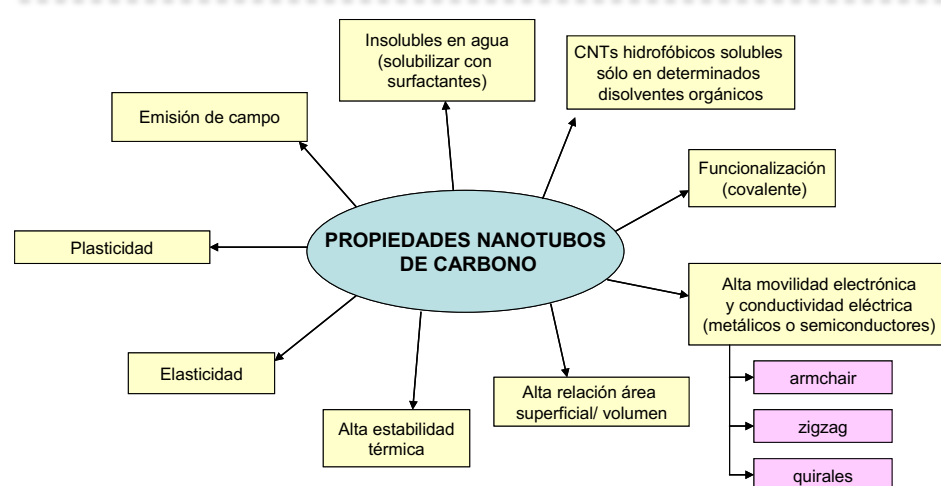 Insolubles en agua
(solubilizar con
surfactantes)
CNTs hidrofóbicos solubles
sólo en determinados
disolventes orgánicos
Emisión de campo
Funcionalización
(covalente)
PROPIEDADES NANOTUBOS
DE CARBONO
Plasticidad
Alta movilidad electrónica
y conductividad eléctrica
(metálicos o semiconductores)
Elasticidad
Alta estabilidad
térmica
Alta relación área
superficial/ volumen
armchair
zigzag
quirales